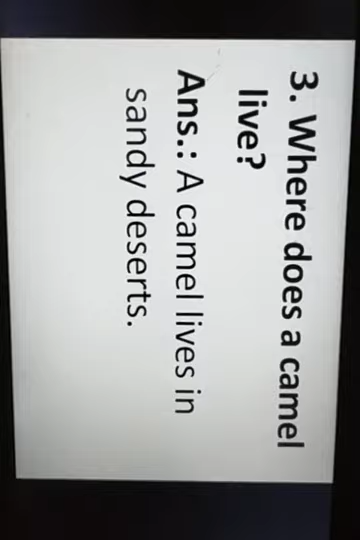 3. Where does a camel
live?
Ans.: A camel lives in
sandy deserts.